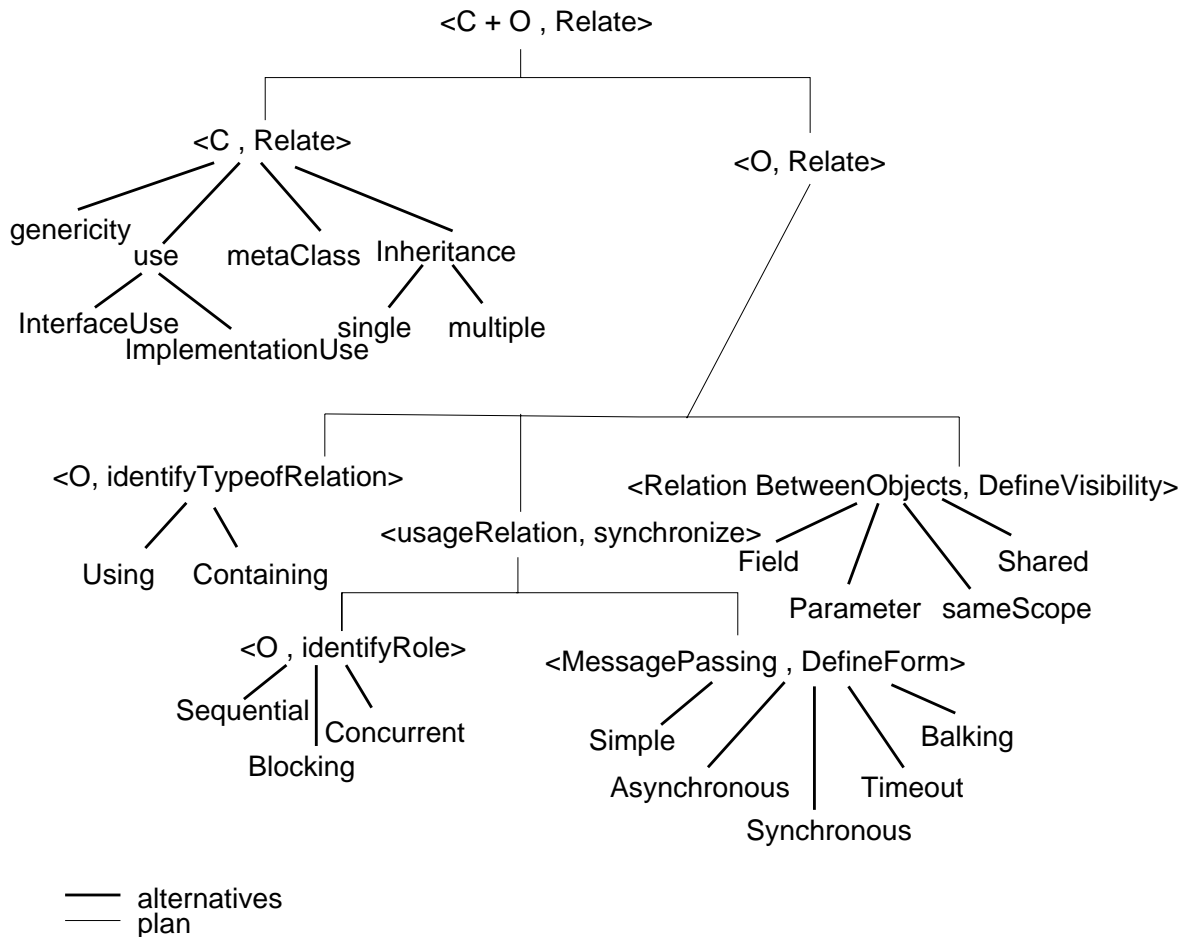 <C + O , Relate>
<C , Relate>
<O, Relate>
genericity
use
metaClass
Inheritance
InterfaceUse
ImplementationUse
single
multiple
<O, identifyTypeofRelation>
<Relation BetweenObjects, DefineVisibility>
<usageRelation, synchronize>
Using
Containing
Field
Shared
Parameter
sameScope
<O , identifyRole>
<MessagePassing , DefineForm>
Sequential
Concurrent
Blocking
Simple
Balking
Asynchronous
Timeout
Synchronous
alternatives
plan